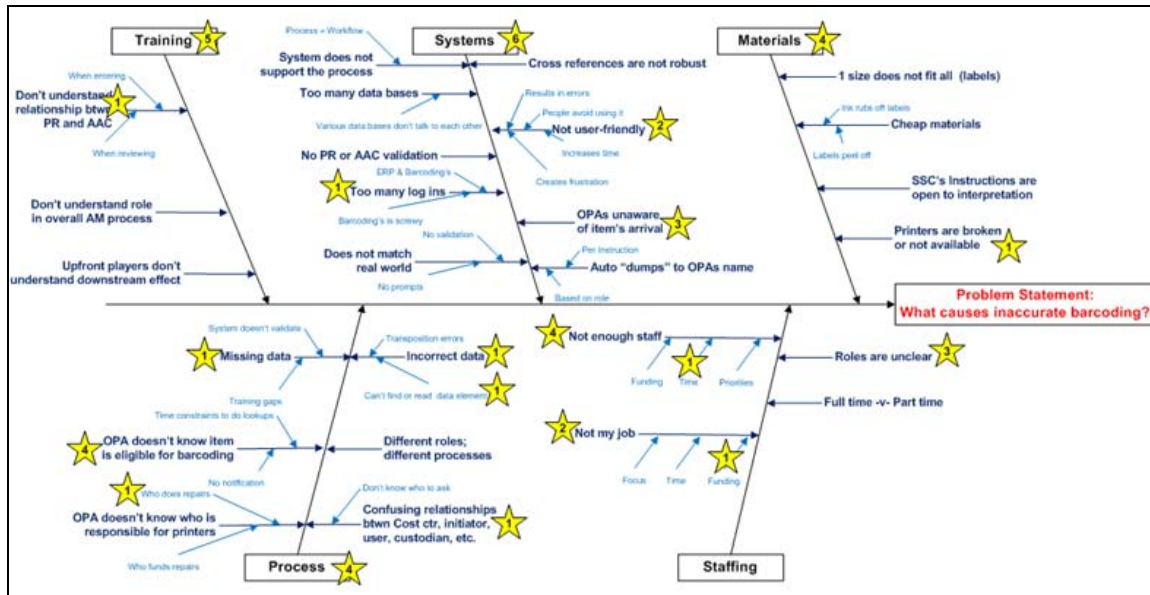 Training 5
Systems 6
Materials 4
When entering
Don't understand
relationship btwn
PR and AAC
1
When reviewing
Don't understand role
in overall AM process
Upfront players don't
understand downstream effect
Process ≠ Workflow
System does not
support the process
Cross references are not robust
Too many data bases
Various data bases don't talk to each other
Results in errors
People avoid using it
Not user-friendly 2
Increases time
Creates frustration
No PR or AAC validation
ERP & Barcoding's
1 Too many log ins
Barcoding's is screwy
OPAs unaware
of item's arrival
3
No validation
Does not match
real world
No prompts
Per Instruction
Auto "dumps" to OPAs name
Based on role
1 size does not fit all (labels)
Ink rubs off labels
Cheap materials
Labels peel off
SSC's Instructions are
open to interpretation
Printers are broken
or not available
1
Problem Statement:
What causes inaccurate barcoding?
System doesn't validate
1 Missing data
Training gaps
Transposition errors
Incorrect data 1
Can't find or read data element
1
Time constraints to do lookups
4
OPA doesn't know item
is eligible for barcoding
No notification
Different roles;
different processes
1
Who does repairs
OPA doesn't know who is
responsible for printers
Who funds repairs
Don't know who to ask
Confusing relationships
btwn Cost ctr, initiator,
user, custodian, etc.
1
4 Not enough staff
Funding
1
Time
Priorities
Roles are unclear 3
Full time -v- Part time
2 Not my job
Focus
Time
1
Funding
Process 4
Staffing